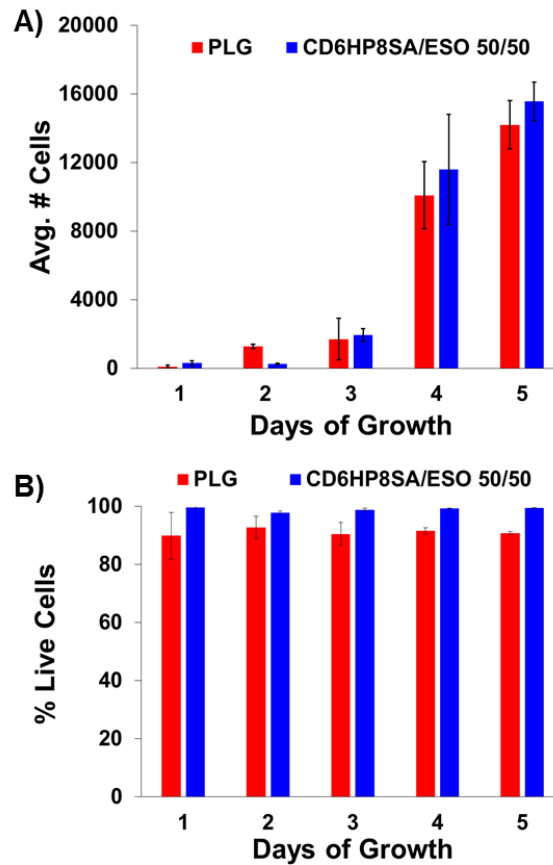 A)
PLG CD6HP8SA/ESO 50/50
20000
16000
12000
8000
4000
0
Avg. # Cells
1 2 3 4 5
Days of Growth
B)
PLG CD6HP8SA/ESO 50/50
100
80
60
40
20
0
% Live Cells
1 2 3 4 5
Days of Growth